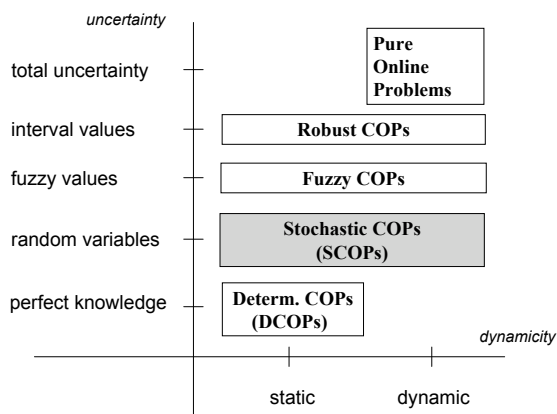 uncertainty
Pure
Online
Problems
total uncertainty
interval values
Robust COPs
fuzzy values
Fuzzy COPs
random variables
Stochastic COPs
(SCOPs)
perfect knowledge
Determ. COPs
(DCOPs)
dynamicity
static
dynamic